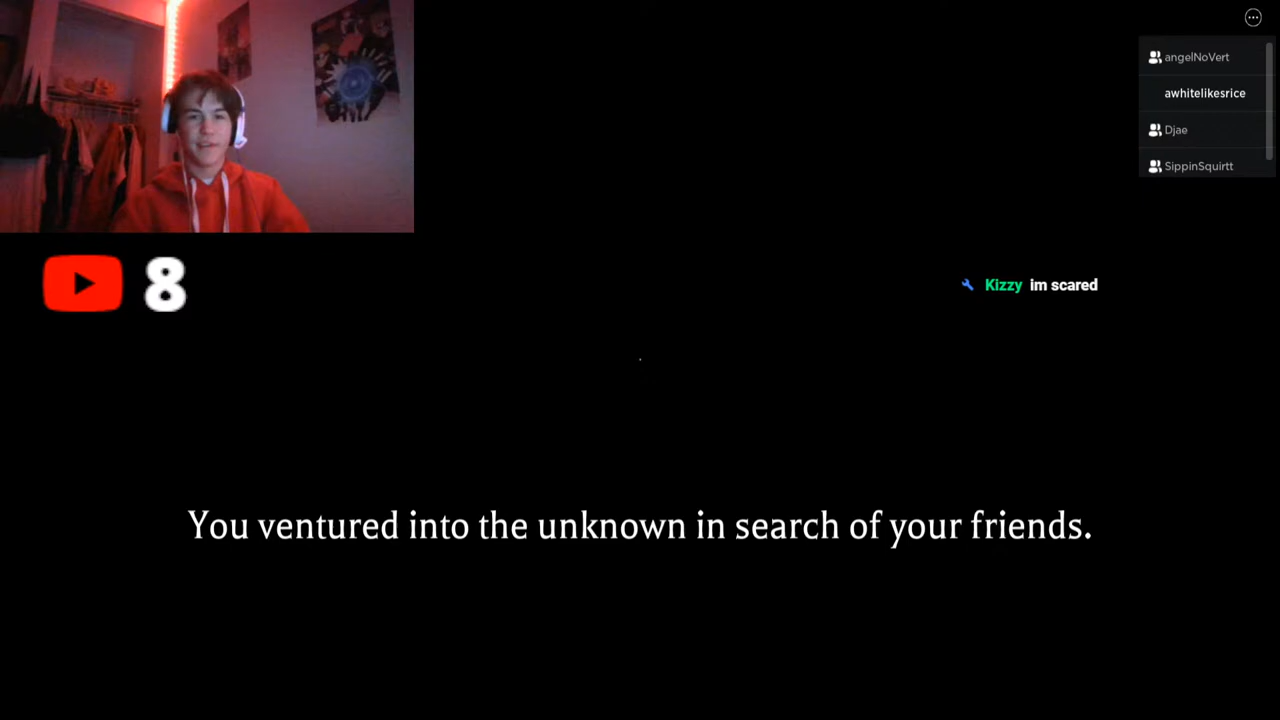 angelNoVert
awhitelikesrice
Djae
SippinSquirtt
8
Kizzy im scared
You ventured into the unknown in search of your friends.